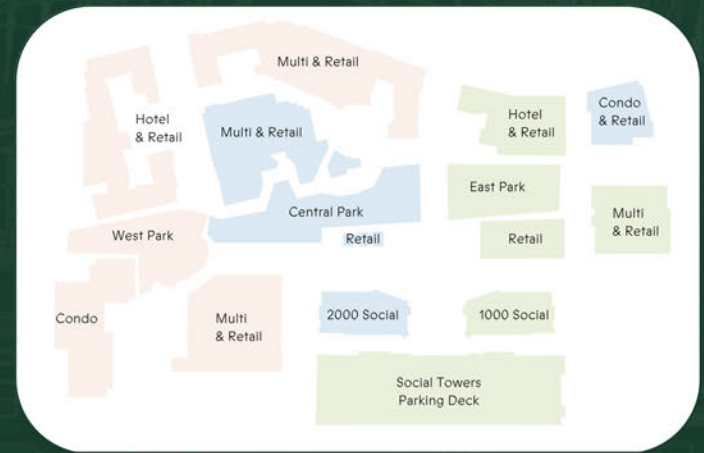 Multi & Retail
Hotel
& Retail
Multi & Retail
Hotel
& Retail
Condo
& Retail
East Park
Central Park
Multi
& Retail
West Park
Retail
Retail
Condo
Multi
& Retail
2000 Social
1000 Social
Social Towers
Parking Deck